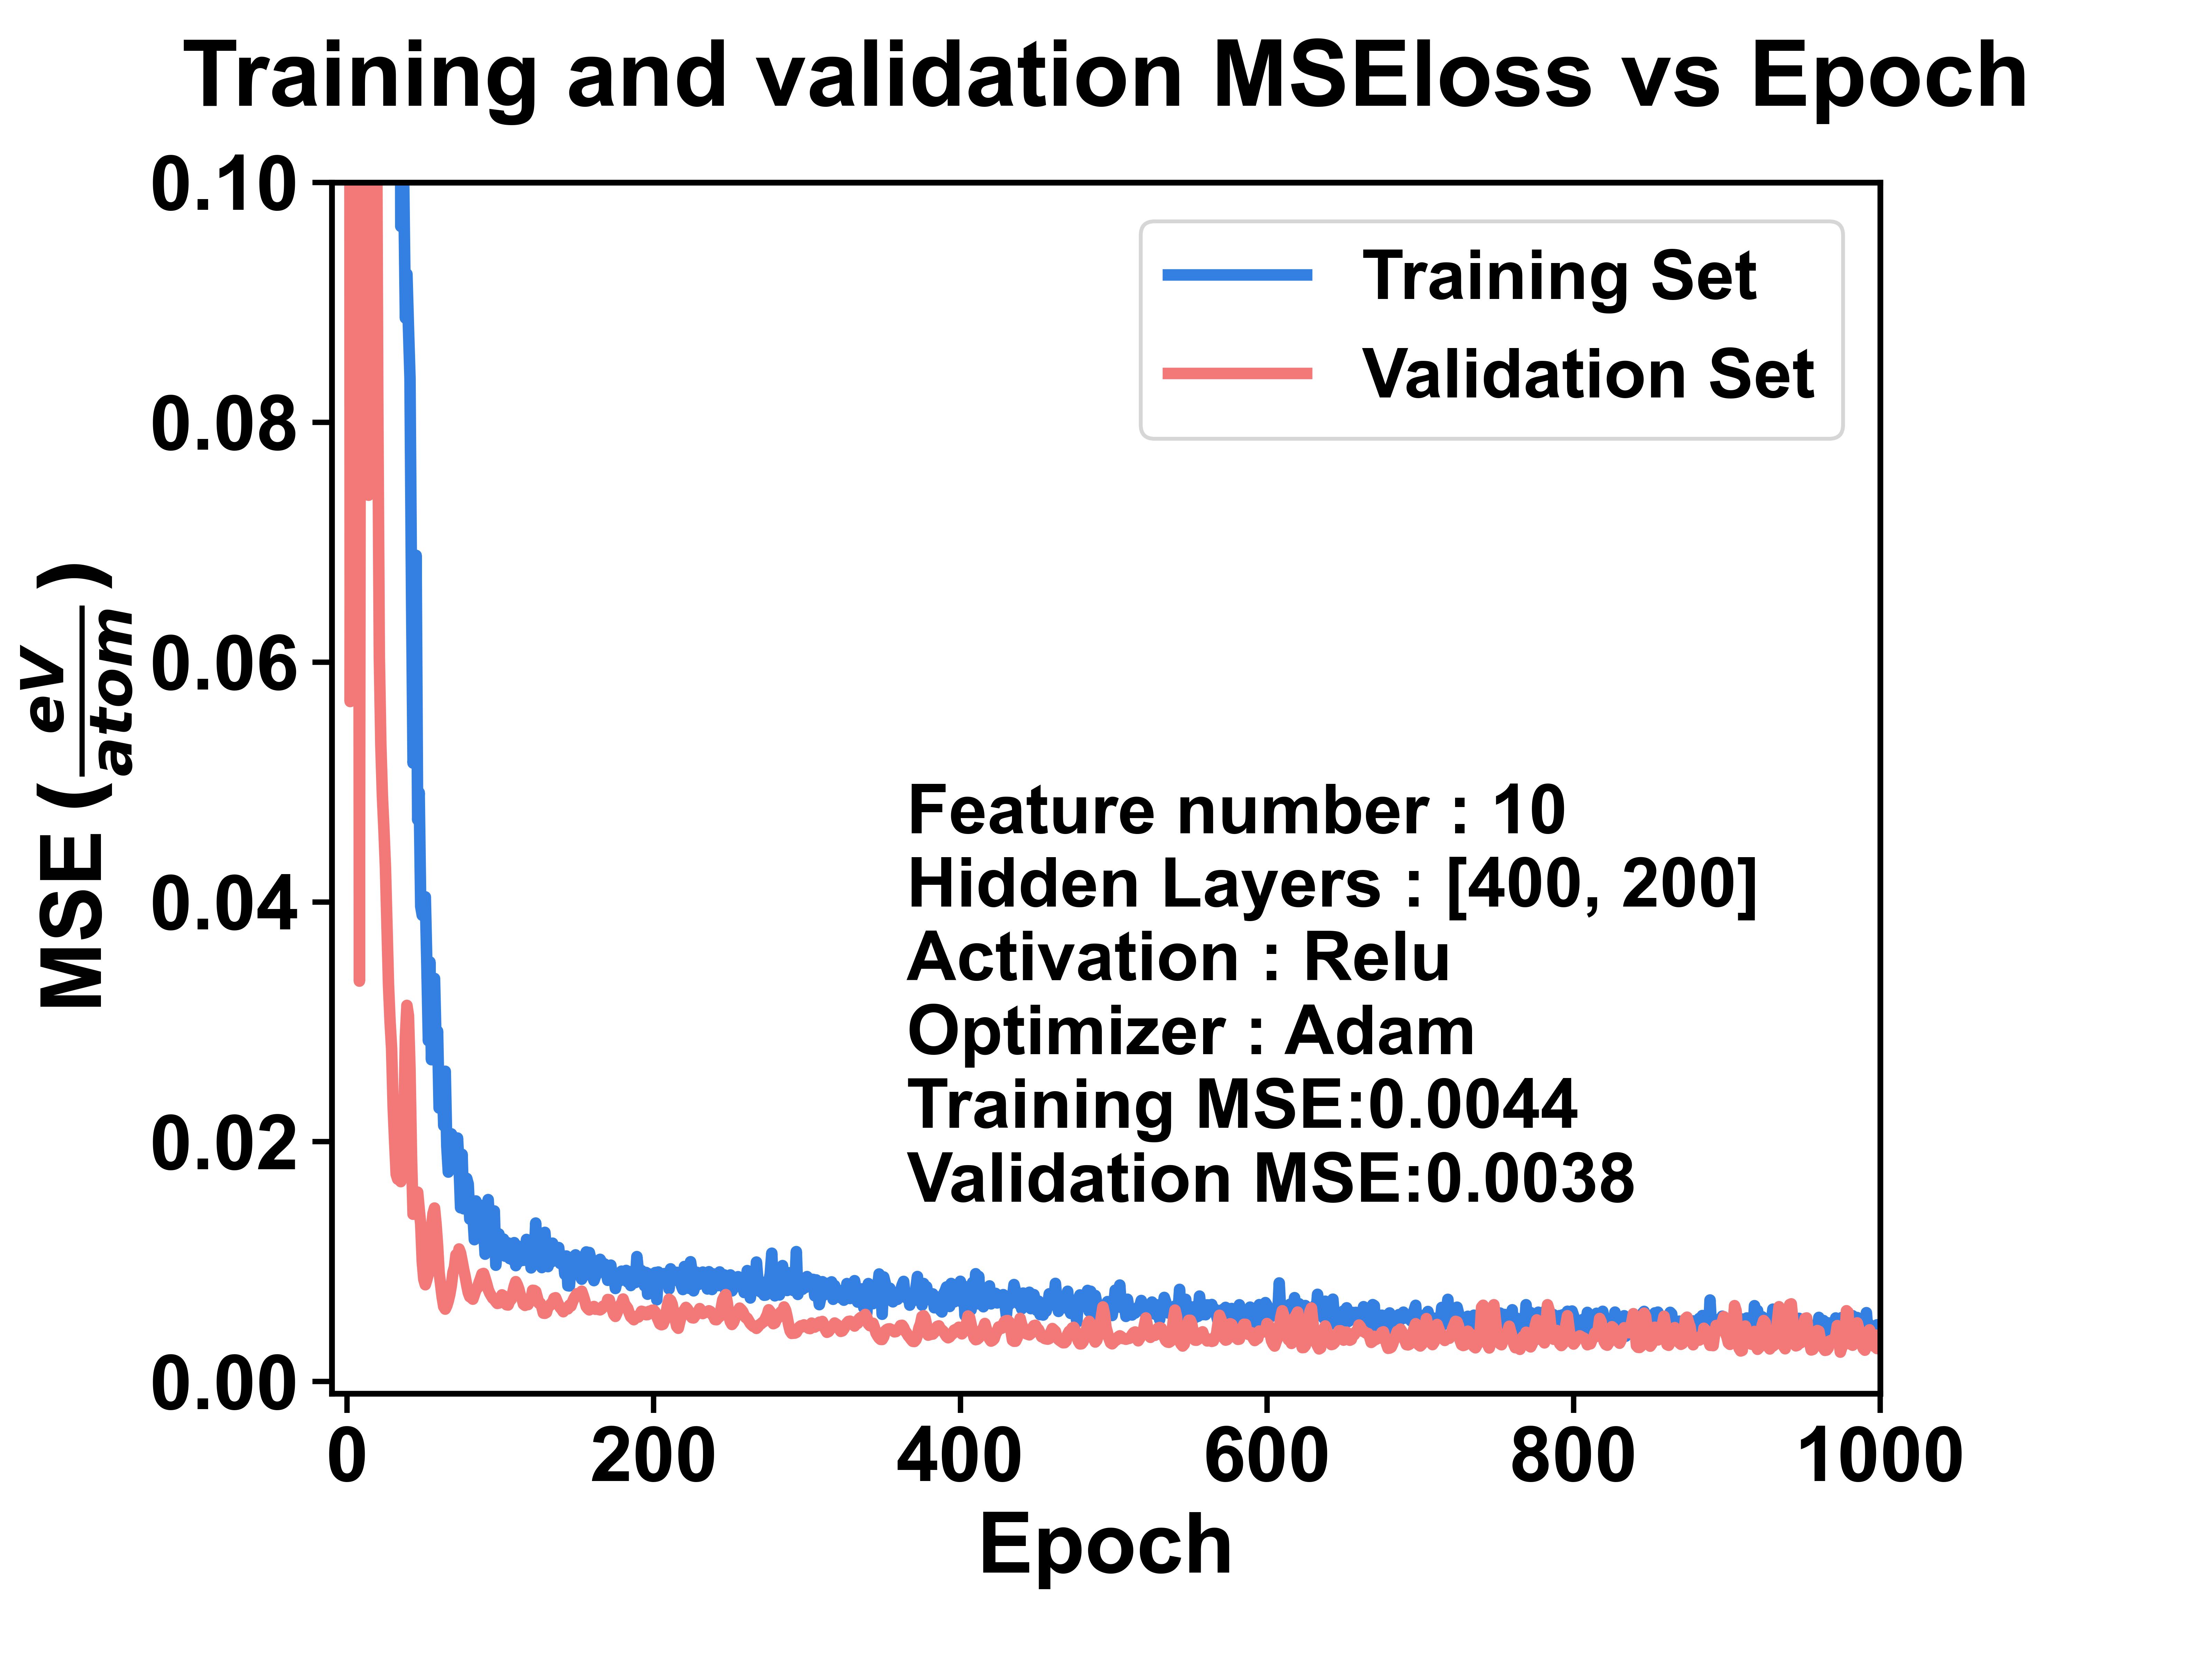 Training and validation MSEloss vs Epoch
0.10
0.08
0.06
0.04
0.02
0.00
MSE (eV/atom)
Training Set
Validation Set
Feature number : 10
Hidden Layers : [400, 200]
Activation : Relu
Optimizer : Adam
Training MSE:0.0044
Validation MSE:0.0038
0 200 400 600 800 1000
Epoch